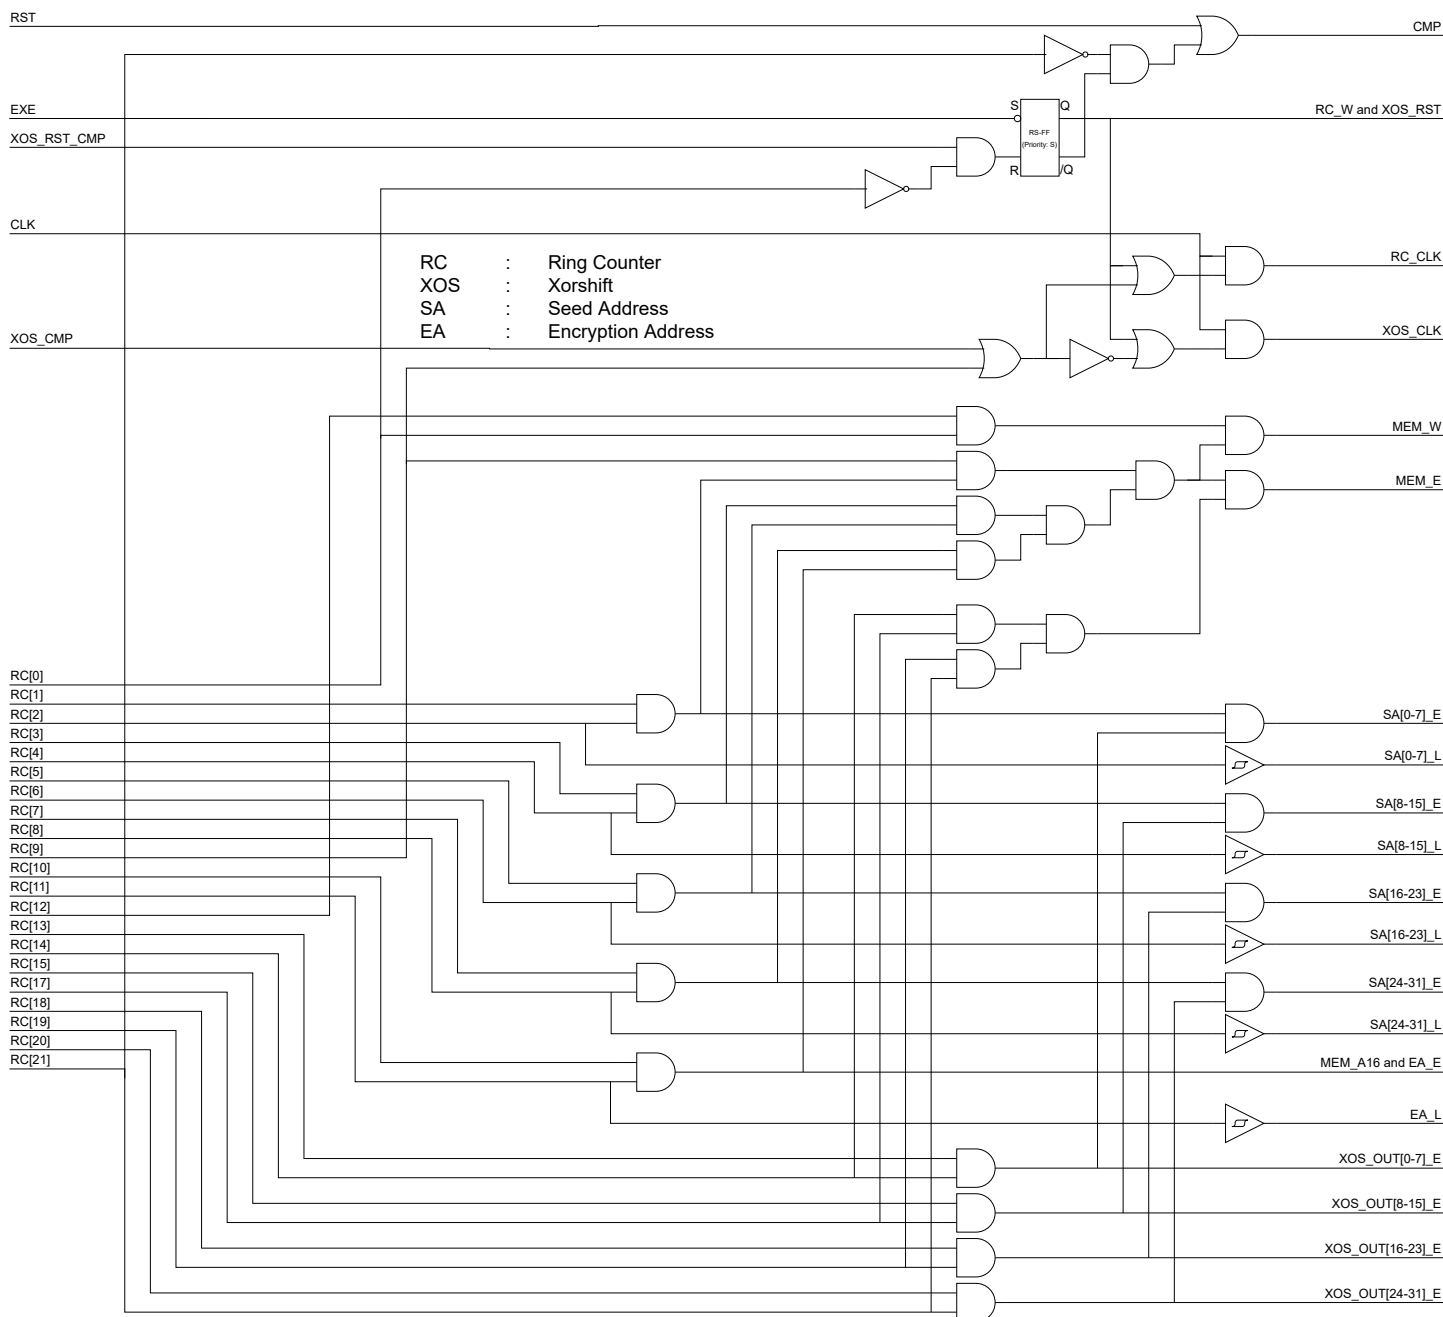 RST
CMP
EXE
S
Q
RC_W and XOS_RST
RS-FF
(Priority: S)
XOS_RST_CMP
R
/Q
CLK
RC : Ring Counter
RC_CLK
XOS : Xorshift
SA : Seed Address
EA : Encryption Address
XOS_CLK
XOS_CMP
MEM_W
MEM_E
RC[0]
RC[1]
RC[2]
RC[3]
RC[4]
RC[5]
RC[6]
RC[7]
RC[8]
RC[9]
RC[10]
RC[11]
RC[12]
RC[13]
RC[14]
RC[15]
RC[17]
RC[18]
RC[19]
RC[20]
RC[21]
SA[0-7]_E
SA[0-7]_L
SA[8-15]_E
SA[8-15]_L
SA[16-23]_E
SA[16-23]_L
SA[24-31]_E
SA[24-31]_L
MEM_A16 and EA_E
EA_L
XOS_OUT[0-7]_E
XOS_OUT[8-15]_E
XOS_OUT[16-23]_E
XOS_OUT[24-31]_E